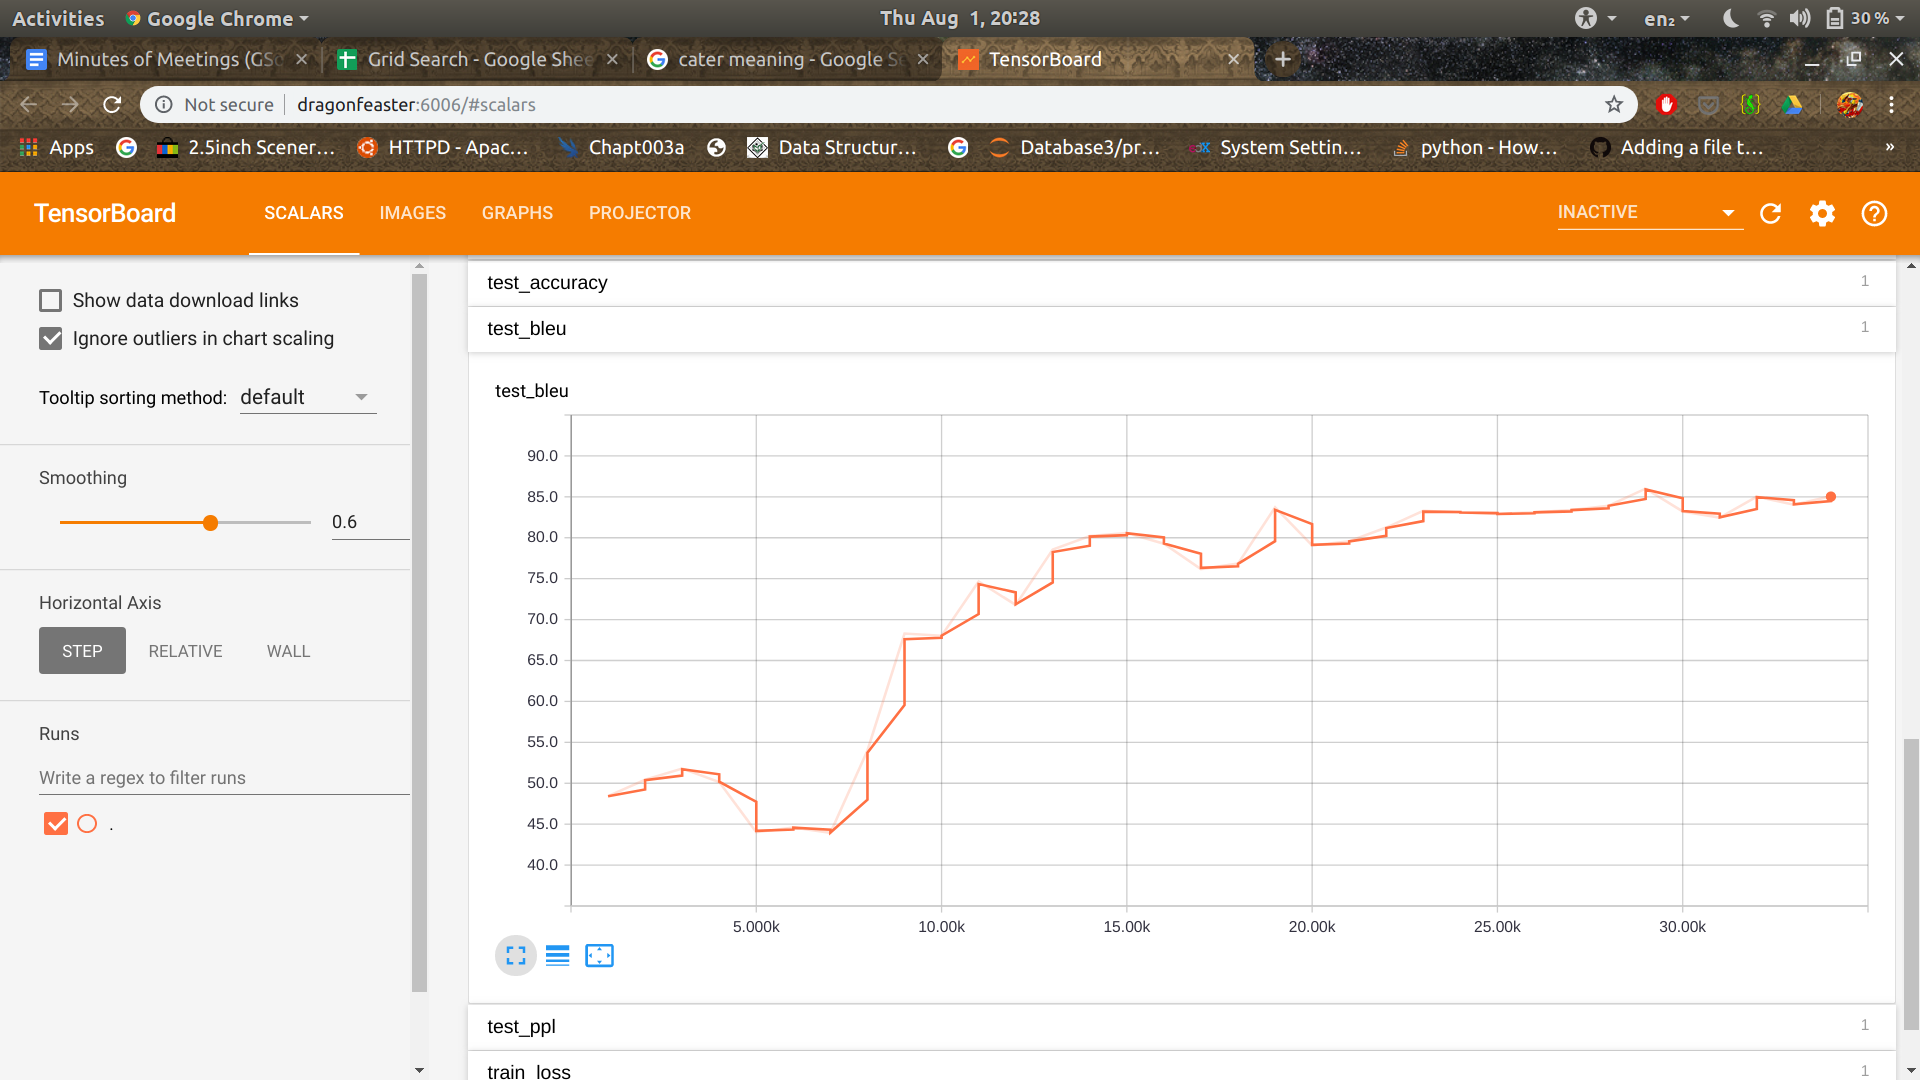 Activities Google Chrome Thu Aug 1, 20:28 en₂ 30 %
Minutes of Meetings (GSo Grid Search - Google Shee cater meaning - Google Se TensorBoard
Not secure dragonfeaster:6006/#scalars
Apps 2.5inch Scener… HTTPD - Apac… Chapt003a Data Structur… Database3/pr… System Settin… python - How… Adding a file t… »
TensorBoard SCALARS IMAGES GRAPHS PROJECTOR INACTIVE
Show data download links
Ignore outliers in chart scaling
Tooltip sorting method: default
Smoothing
0.6
Horizontal Axis
STEP RELATIVE WALL
Runs
Write a regex to filter runs
.
test_accuracy 1
test_bleu 1
test_bleu
90.0
85.0
80.0
75.0
70.0
65.0
60.0
55.0
50.0
45.0
40.0
5.000k 10.00k 15.00k 20.00k 25.00k 30.00k
test_ppl 1
train_loss 1